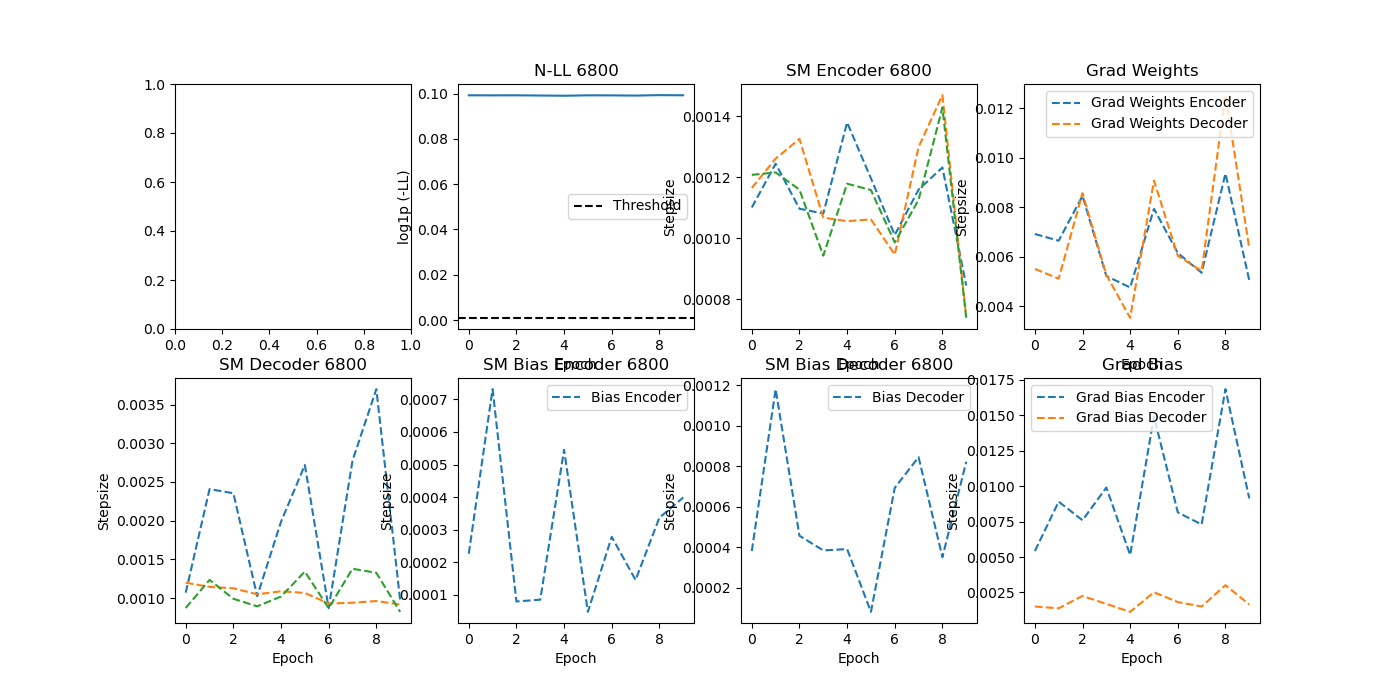 N-LL 6800
SM Encoder 6800
Grad Weights
1.0
0.8
0.6
0.4
0.2
0.0
0.0 0.2 0.4 0.6 0.8 1.0
log1p (-LL)
0.10
0.08
0.06
0.04
0.02
0.00
Threshold
0 2 4 6 8
Epoch
Stepsize
0.0014
0.0012
0.0010
0.0008
0 2 4 6 8
Epoch
Stepsize
0.012
0.010
0.008
0.006
0.004
Grad Weights Encoder
Grad Weights Decoder
0 2 4 6 8
Epoch
SM Decoder 6800
SM Bias Encoder 6800
SM Bias Decoder 6800
Grad Bias
Stepsize
0.0035
0.0030
0.0025
0.0020
0.0015
0.0010
0 2 4 6 8
Epoch
Stepsize
0.0007
0.0006
0.0005
0.0004
0.0003
0.0002
0.0001
Bias Encoder
0 2 4 6 8
Epoch
Stepsize
0.0012
0.0010
0.0008
0.0006
0.0004
0.0002
Bias Decoder
0 2 4 6 8
Epoch
Stepsize
0.0175
0.0150
0.0125
0.0100
0.0075
0.0050
0.0025
Grad Bias Encoder
Grad Bias Decoder
0 2 4 6 8
Epoch